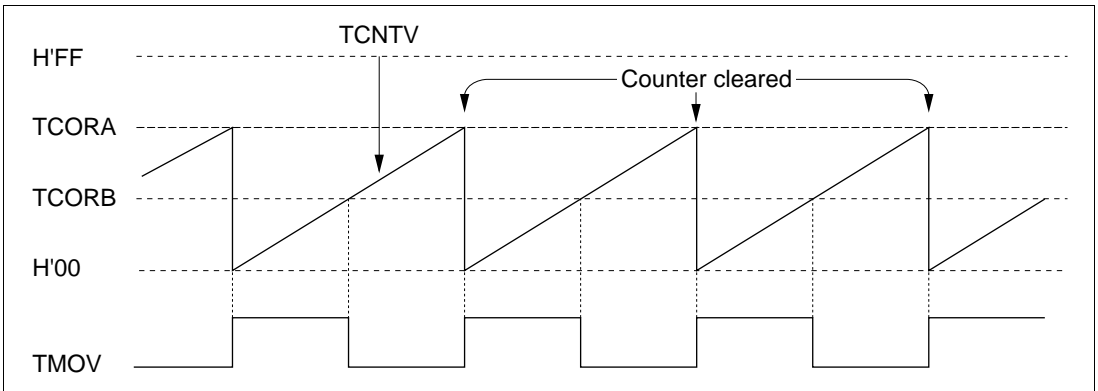 TCNTV
H'FF
Counter cleared
TCORA
TCORB
H'00
TMOV